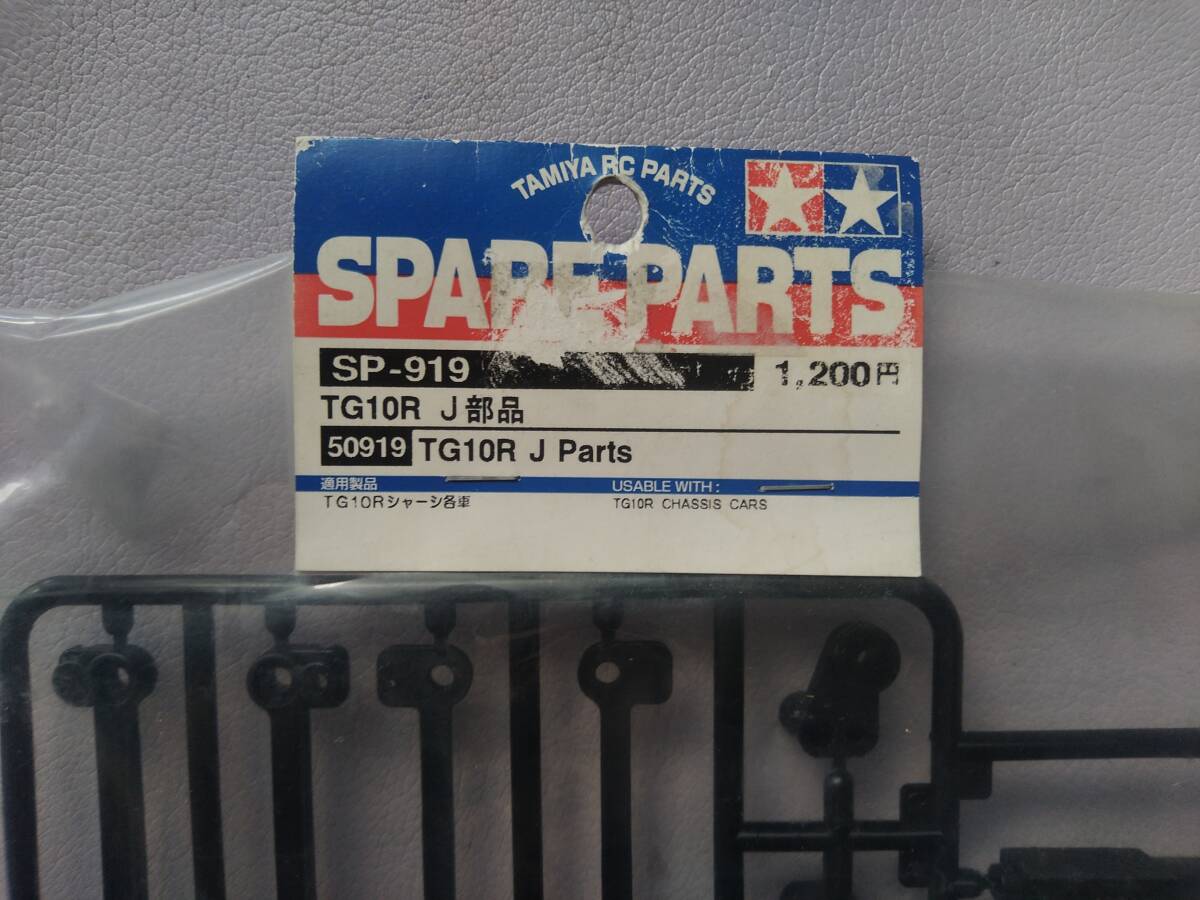 TAMIYA RC PARTS
SPARE PARTS
SP-919 1,200円
TG10R J部品
50919 TG10R J Parts
適用製品 USABLE WITH:
TG10Rシャーシ各車 TG10R CHASSIS CARS